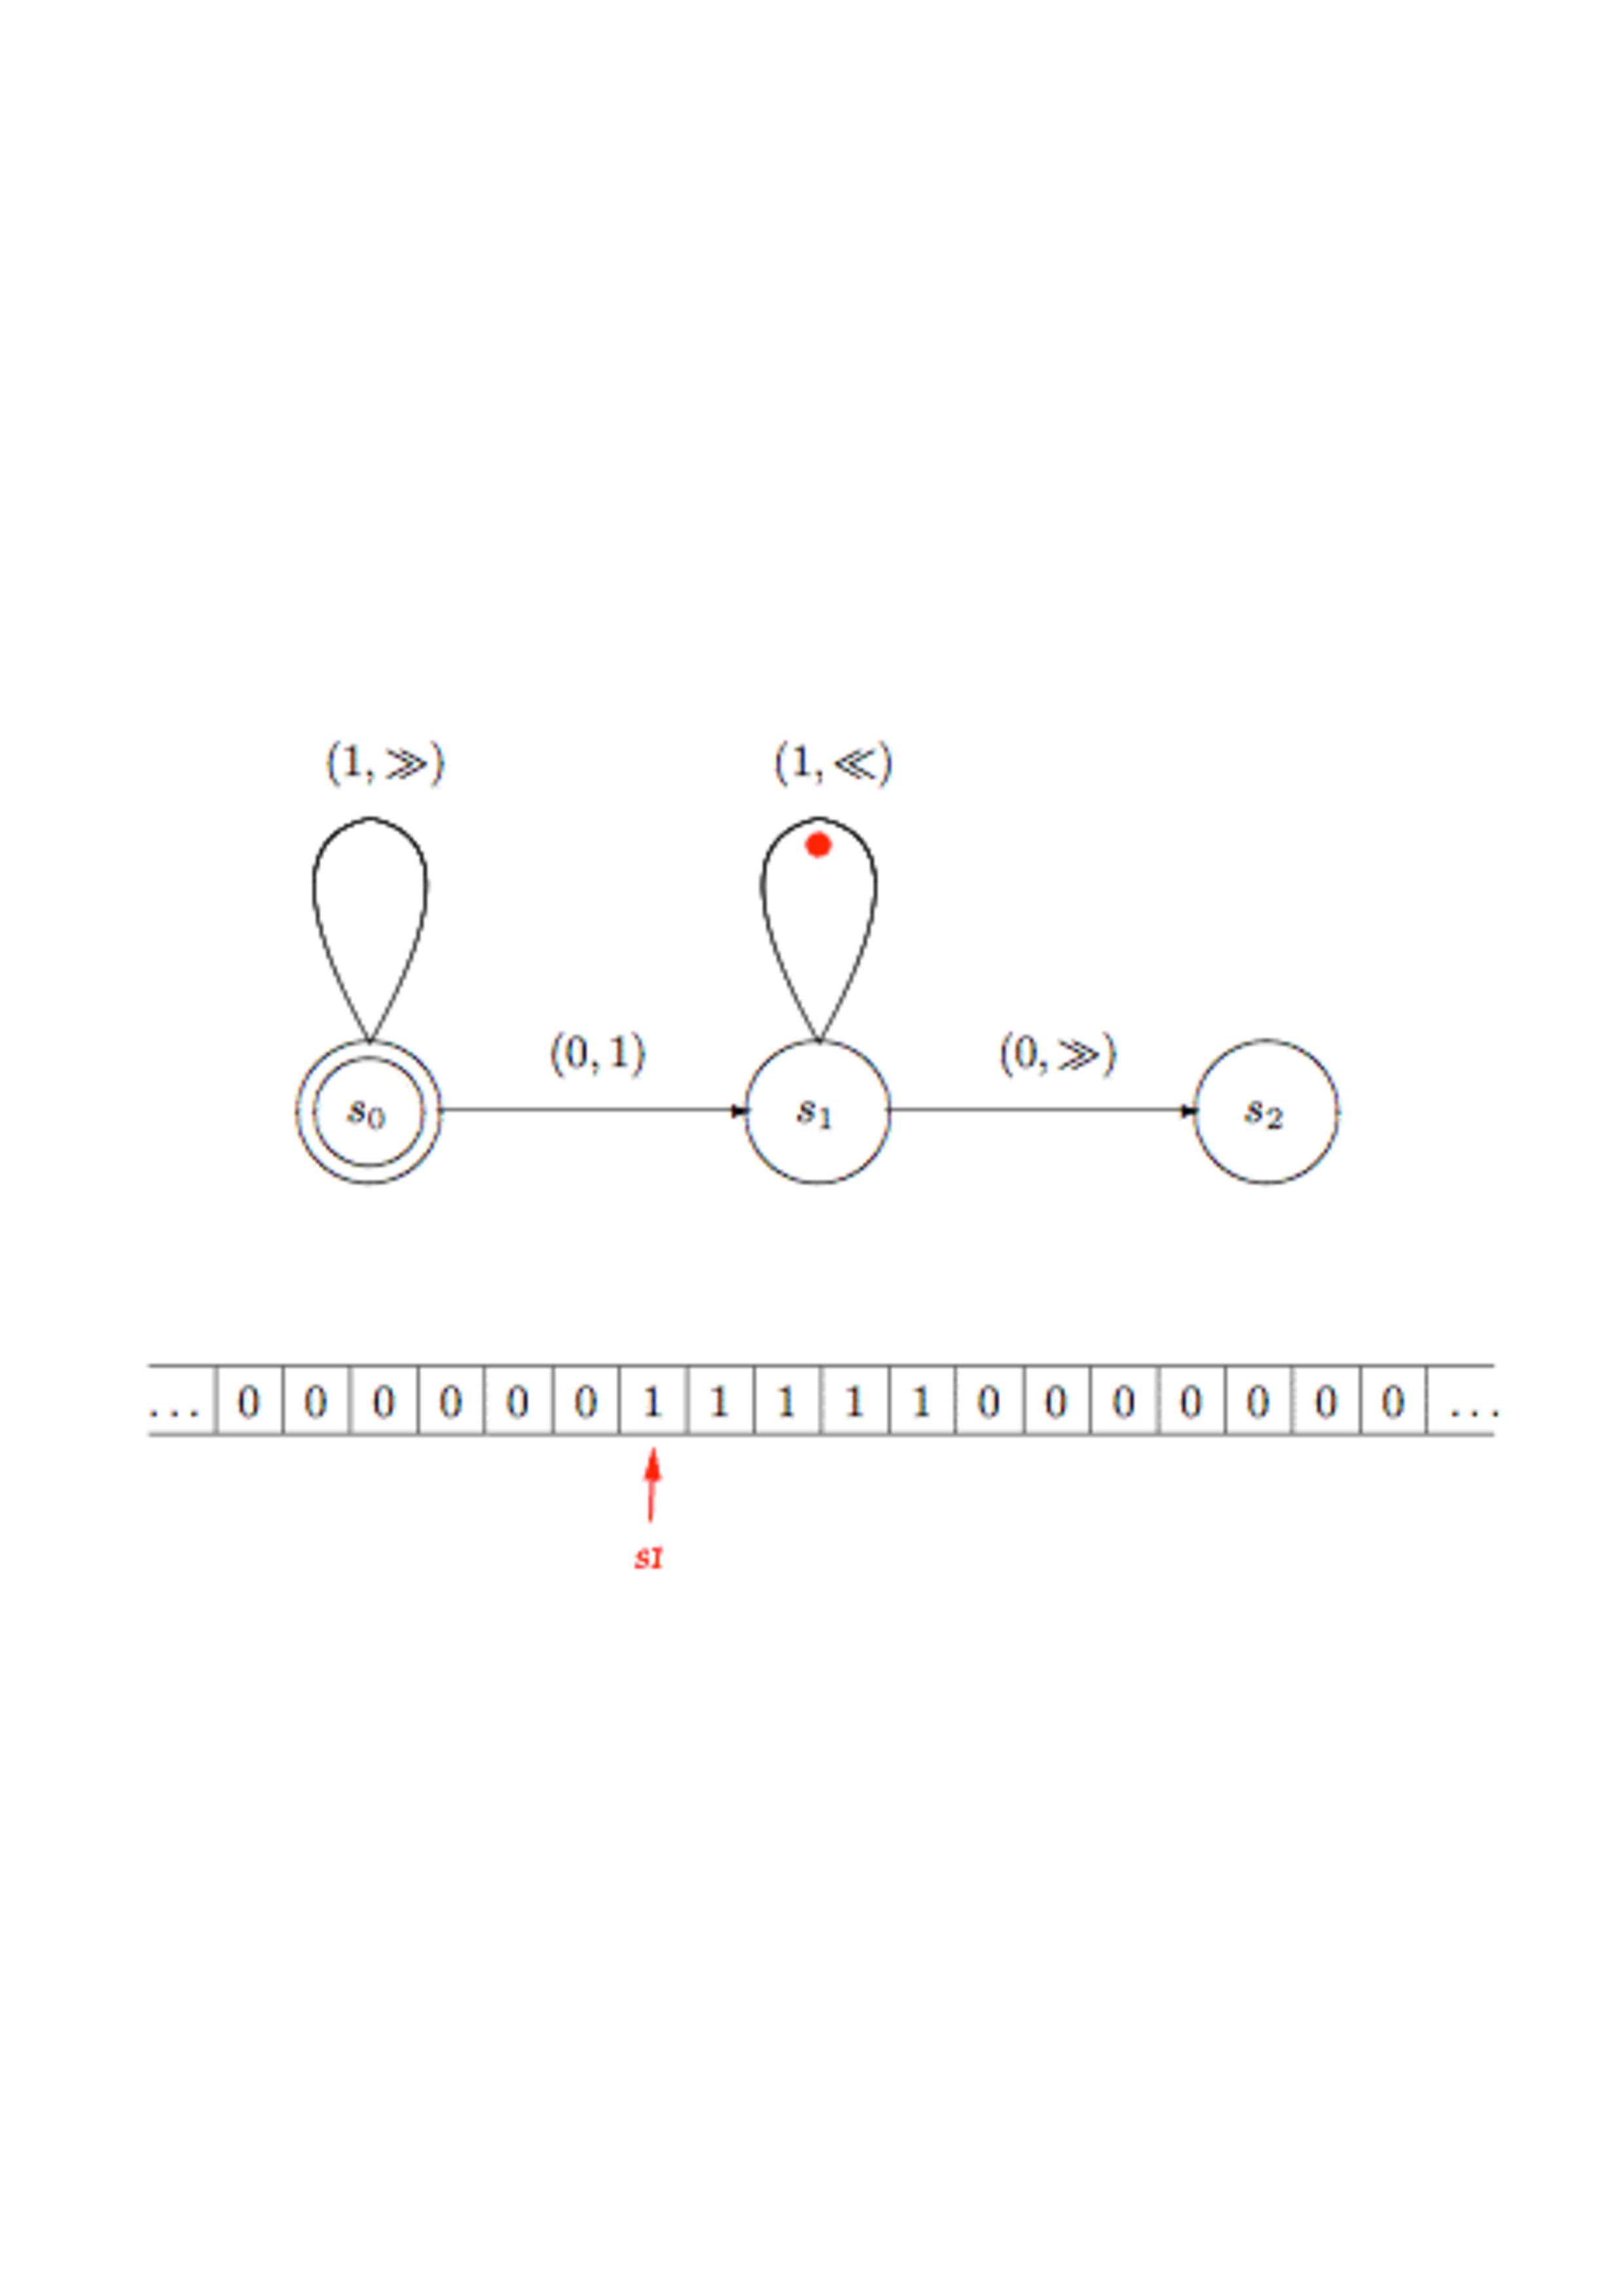 (1, ≫) (1, ≪)
(0, 1) (0, ≫)
s₀ s₁ s₂
... 0 0 0 0 0 0 1 1 1 1 1 0 0 0 0 0 0 0 ...
s1